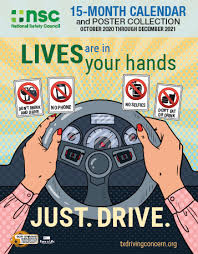 nsc
National Safety Council
15-MONTH CALENDAR
and POSTER COLLECTION
OCTOBER 2020 THROUGH DECEMBER 2021
LIVES are in
your hands
DON'T DRINK
AND DRIVE
NO PHONE
NO SELFIES
DON'T EAT
OR DRINK
JUST. DRIVE.
txdrivingconcern.org